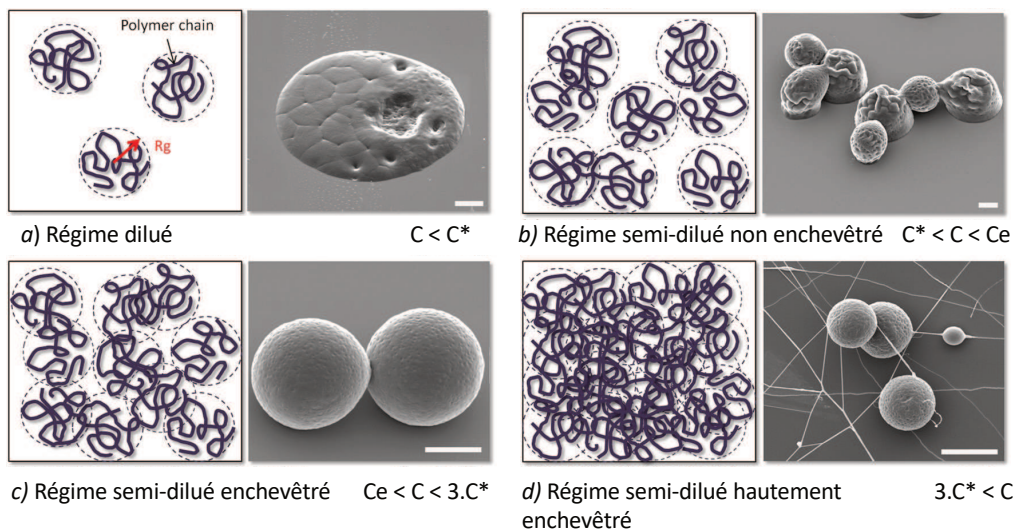 Polymer chain
Rg
a) Régime dilué C < C*
b) Régime semi-dilué non enchevêtré C* < C < Ce
c) Régime semi-dilué enchevêtré Ce < C < 3.C*
d) Régime semi-dilué hautement 3.C* < C
enchevêtré